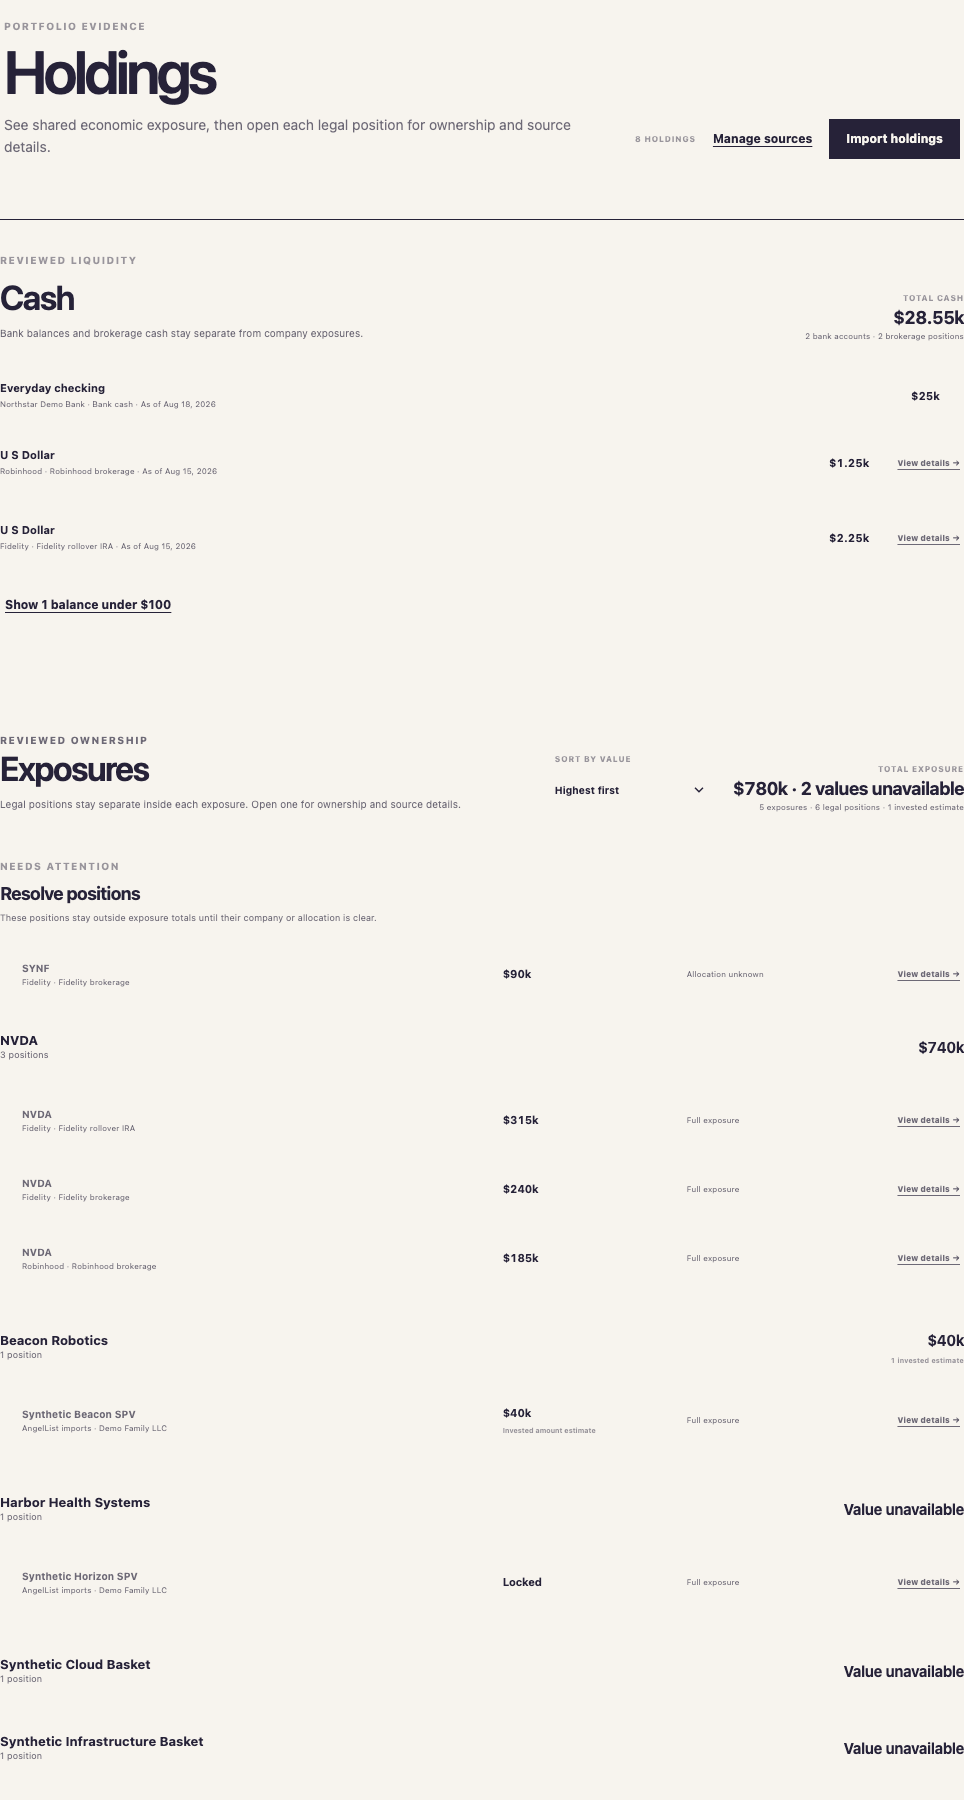 PORTFOLIO EVIDENCE
Holdings
See shared economic exposure, then open each legal position for ownership and source
details.
8 HOLDINGS
Manage sources
Import holdings
REVIEWED LIQUIDITY
Cash
Bank balances and brokerage cash stay separate from company exposures.
TOTAL CASH
$28.55k
2 bank accounts · 2 brokerage positions
Everyday checking
Northstar Demo Bank · Bank cash · As of Aug 18, 2026
$25k
U S Dollar
Robinhood · Robinhood brokerage · As of Aug 15, 2026
$1.25k
View details →
U S Dollar
Fidelity · Fidelity rollover IRA · As of Aug 15, 2026
$2.25k
View details →
Show 1 balance under $100
REVIEWED OWNERSHIP
Exposures
Legal positions stay separate inside each exposure. Open one for ownership and source details.
SORT BY VALUE
Highest first
TOTAL EXPOSURE
$780k · 2 values unavailable
5 exposures · 6 legal positions · 1 invested estimate
NEEDS ATTENTION
Resolve positions
These positions stay outside exposure totals until their company or allocation is clear.
SYNF
Fidelity · Fidelity brokerage
$90k
Allocation unknown
View details →
NVDA
3 positions
$740k
NVDA
Fidelity · Fidelity rollover IRA
$315k
Full exposure
View details →
NVDA
Fidelity · Fidelity brokerage
$240k
Full exposure
View details →
NVDA
Robinhood · Robinhood brokerage
$185k
Full exposure
View details →
Beacon Robotics
1 position
$40k
1 invested estimate
Synthetic Beacon SPV
AngelList imports · Demo Family LLC
$40k
Invested amount estimate
Full exposure
View details →
Harbor Health Systems
1 position
Value unavailable
Synthetic Horizon SPV
AngelList imports · Demo Family LLC
Locked
Full exposure
View details →
Synthetic Cloud Basket
1 position
Value unavailable
Synthetic Infrastructure Basket
1 position
Value unavailable